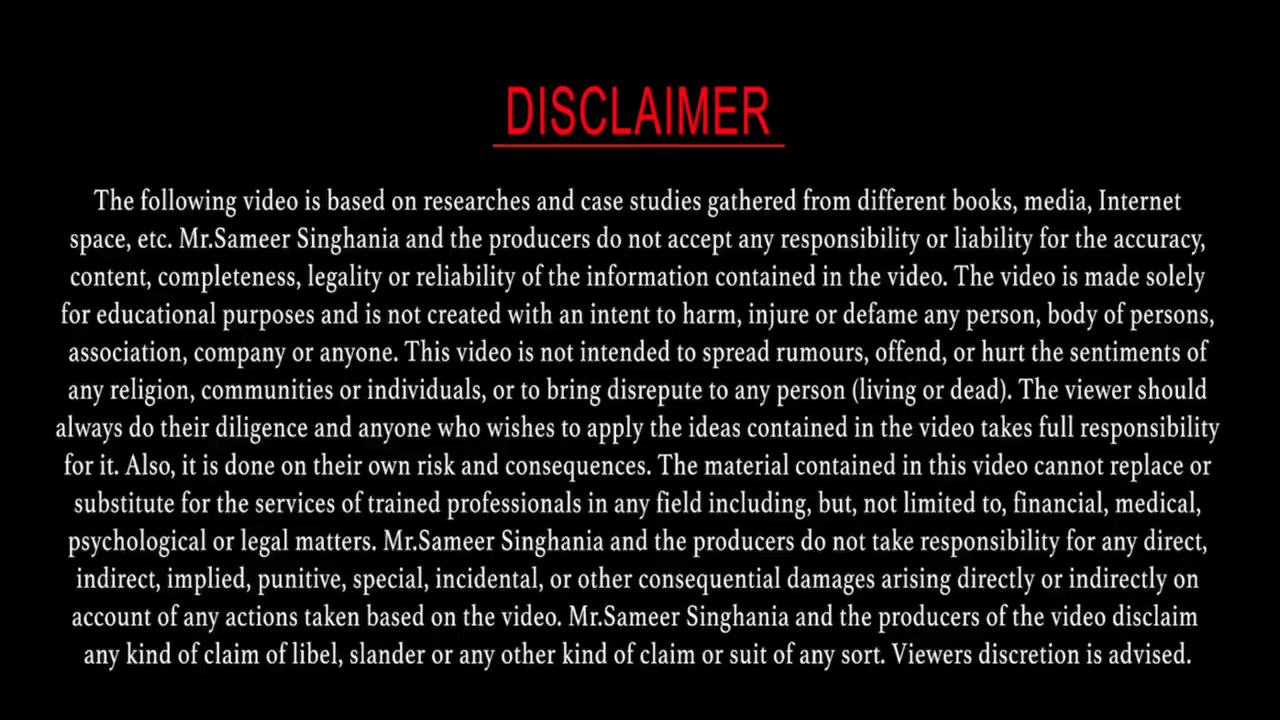 DISCLAIMER
The following video is based on researches and case studies gathered from different books, media, Internet
space, etc. Mr.Sameer Singhania and the producers do not accept any responsibility or liability for the accuracy,
content, completeness, legality or reliability of the information contained in the video. The video is made solely
for educational purposes and is not created with an intent to harm, injure or defame any person, body of persons,
association, company or anyone. This video is not intended to spread rumours, offend, or hurt the sentiments of
any religion, communities or individuals, or to bring disrepute to any person (living or dead). The viewer should
always do their diligence and anyone who wishes to apply the ideas contained in the video takes full responsibility
for it. Also, it is done on their own risk and consequences. The material contained in this video cannot replace or
substitute for the services of trained professionals in any field including, but, not limited to, financial, medical,
psychological or legal matters. Mr.Sameer Singhania and the producers do not take responsibility for any direct,
indirect, implied, punitive, special, incidental, or other consequential damages arising directly or indirectly on
account of any actions taken based on the video. Mr.Sameer Singhania and the producers of the video disclaim
any kind of claim of libel, slander or any other kind of claim or suit of any sort. Viewers discretion is advised.